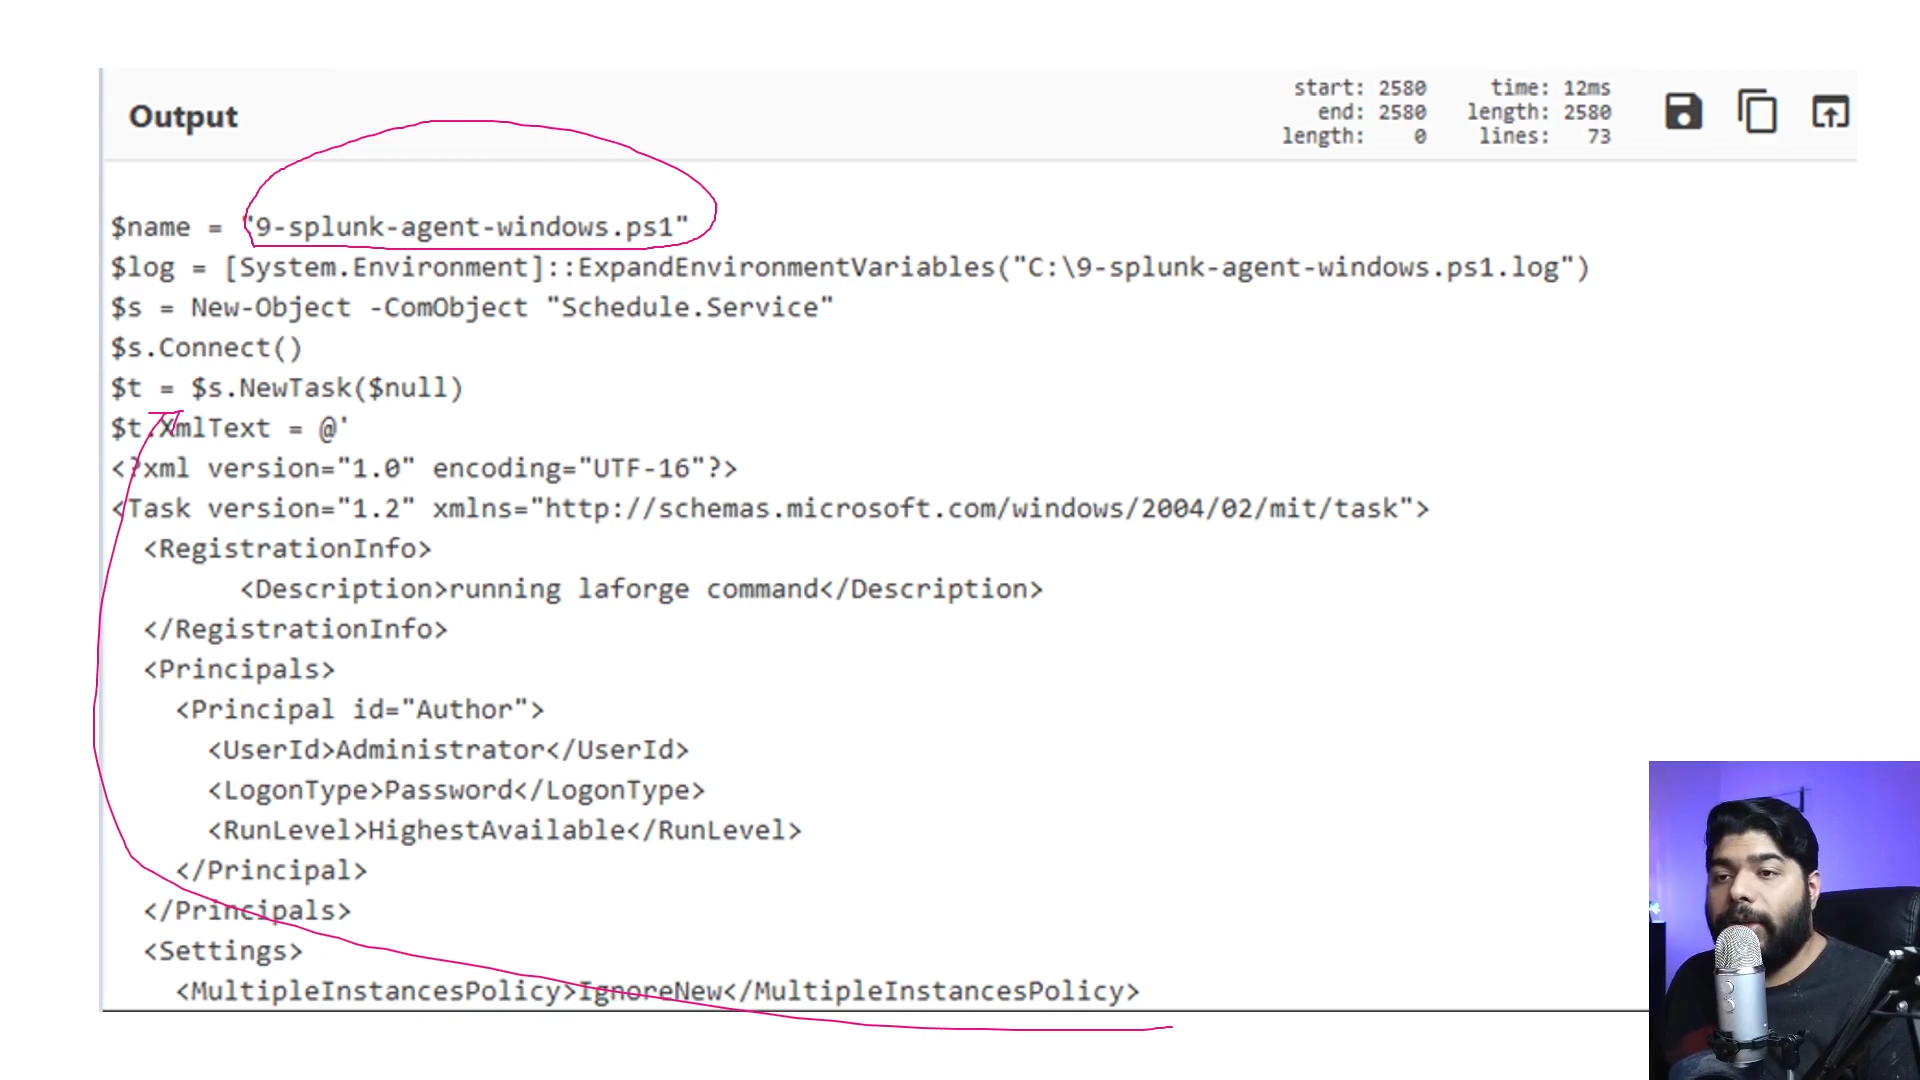 Output
start: 2580
end: 2580
length: 0
time: 12ms
length: 2580
lines: 73
$name = "9-splunk-agent-windows.ps1"
$log = [System.Environment]::ExpandEnvironmentVariables("C:\9-splunk-agent-windows.ps1.log")
$s = New-Object -ComObject "Schedule.Service"
$s.Connect()
$t = $s.NewTask($null)
$t.XmlText = @'
<?xml version="1.0" encoding="UTF-16"?>
<Task version="1.2" xmlns="http://schemas.microsoft.com/windows/2004/02/mit/task">
<RegistrationInfo>
<Description>running laforge command</Description>
</RegistrationInfo>
<Principals>
<Principal id="Author">
<UserId>Administrator</UserId>
<LogonType>Password</LogonType>
<RunLevel>HighestAvailable</RunLevel>
</Principal>
</Principals>
<Settings>
<MultipleInstancesPolicy>IgnoreNew</MultipleInstancesPolicy>